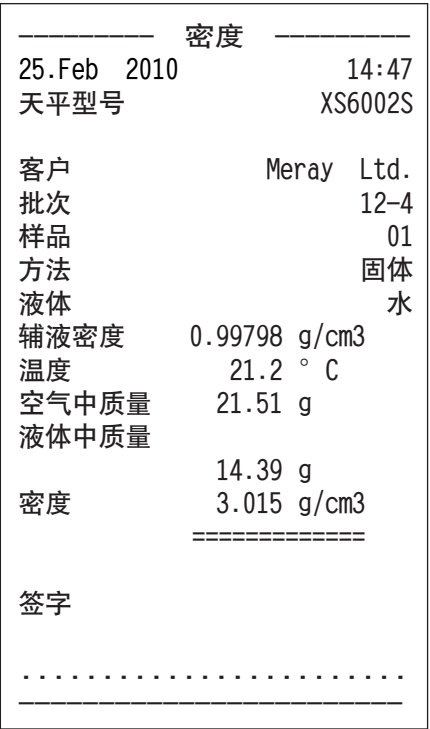 ––––––––– 密度 –––––––––
25.Feb 2010 14:47
天平型号 XS6002S
客户 Meray Ltd.
批次 12–4
样品 01
方法 固体
液体 水
辅液密度 0.99798 g/cm3
温度 21.2 ° C
空气中质量 21.51 g
液体中质量
14.39 g
密度 3.015 g/cm3
=============
签字
........................
–––––––––––––––––––––––––